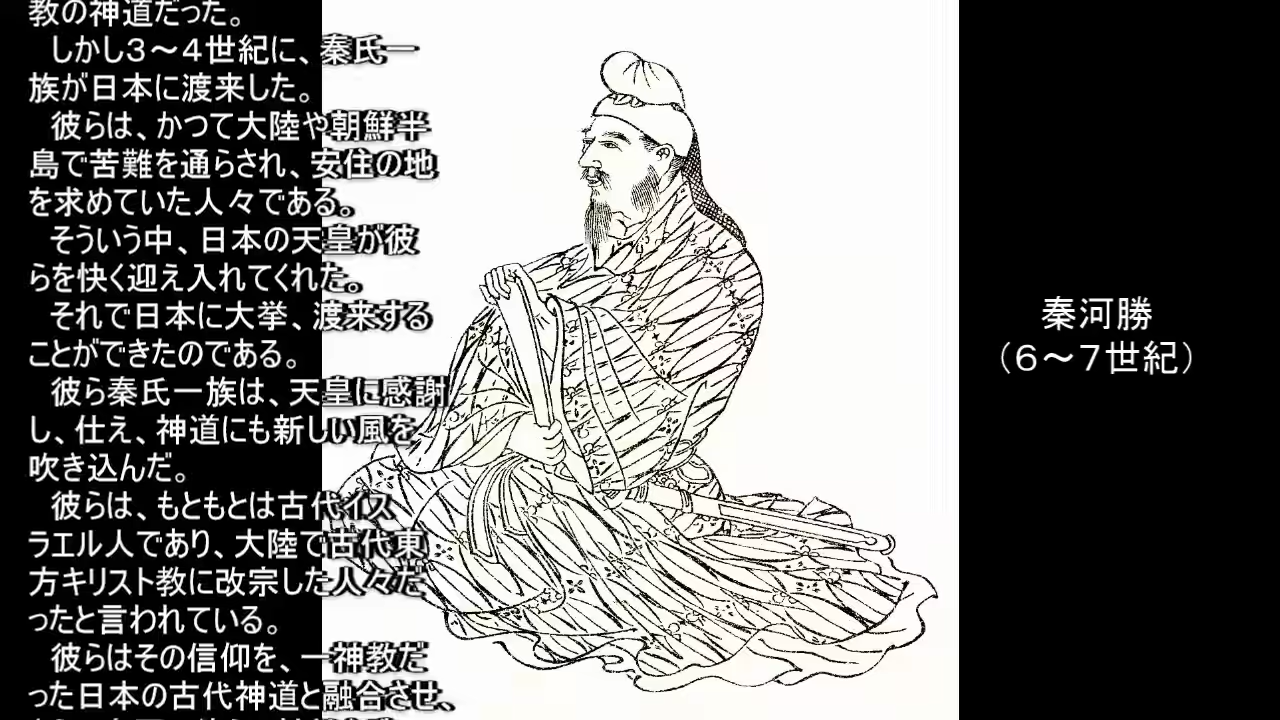 教の神道だった。
しかし３～４世紀に、秦氏一
族が日本に渡来した。
彼らは、かつて大陸や朝鮮半
島で苦難を通らされ、安住の地
を求めていた人々である。
そういう中、日本の天皇が彼
らを快く迎え入れてくれた。
それで日本に大挙、渡来する
ことができたのである。
彼ら秦氏一族は、天皇に感謝
し、仕え、神道にも新しい風を
吹き込んだ。
彼らは、もともとは古代イス
ラエル人であり、大陸で古代東
方キリスト教に改宗した人々だ
ったと言われている。
彼らはその信仰を、一神教だ
った日本の古代神道と融合させ、
秦河勝
（６～７世紀）